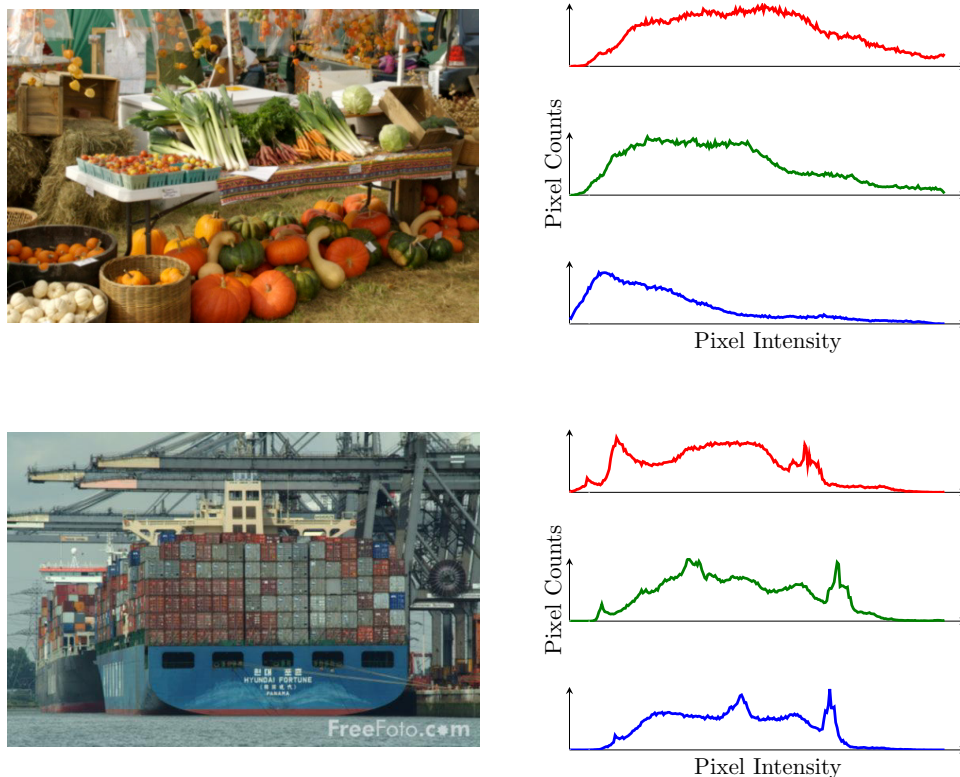 Pixel Counts
Pixel Intensity
HYUNDAI FORTUNE
PANAMA
FreeFoto.com
Pixel Counts
Pixel Intensity